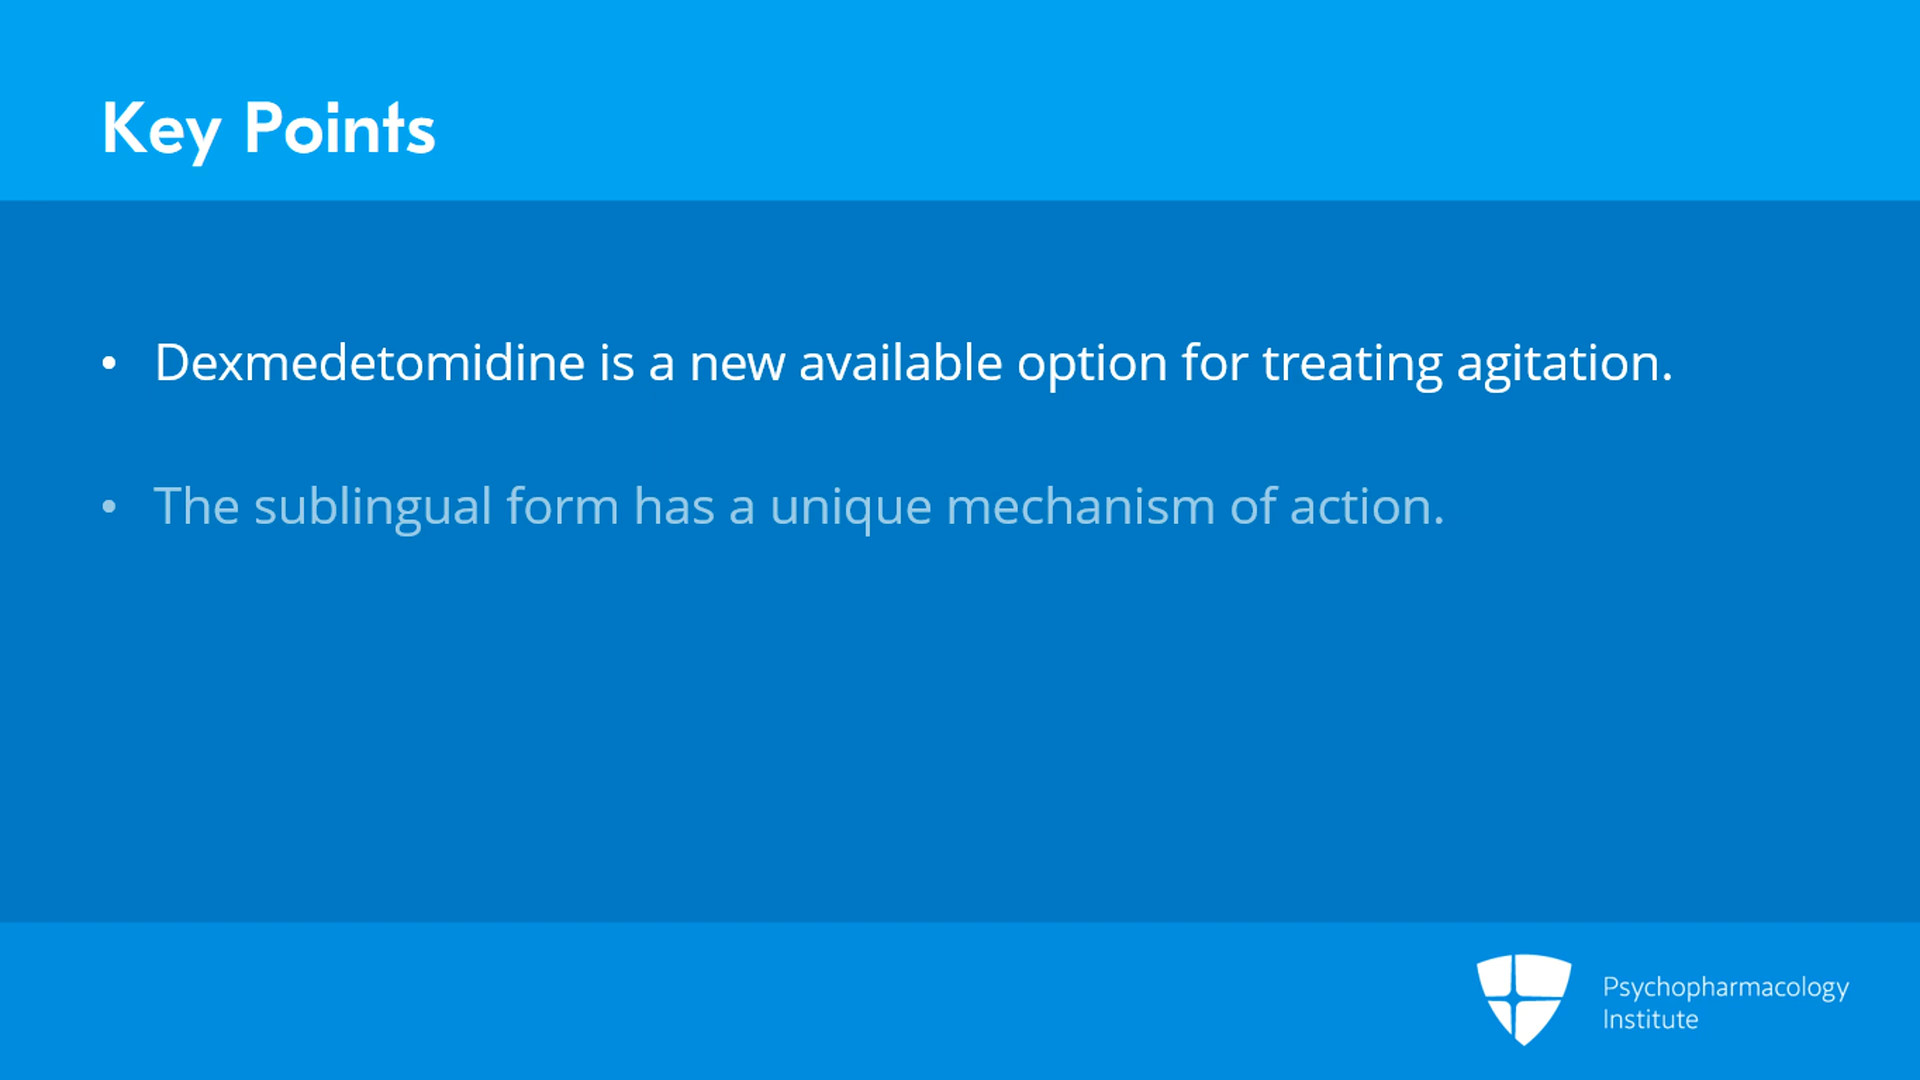 Key Points
• Dexmedetomidine is a new available option for treating agitation.
• The sublingual form has a unique mechanism of action.
Psychopharmacology
Institute